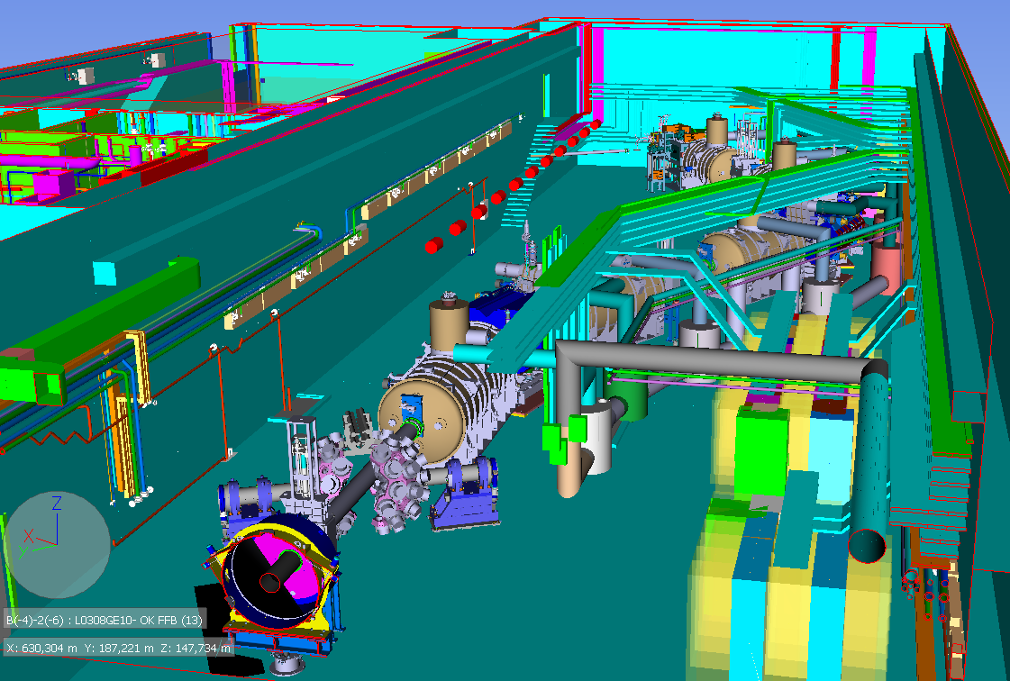 Z
X
Y
B(-4)-2(-6) : L0308GE10- OK FFB (13)
X: 630,304 m Y: 187,221 m Z: 147,734 m